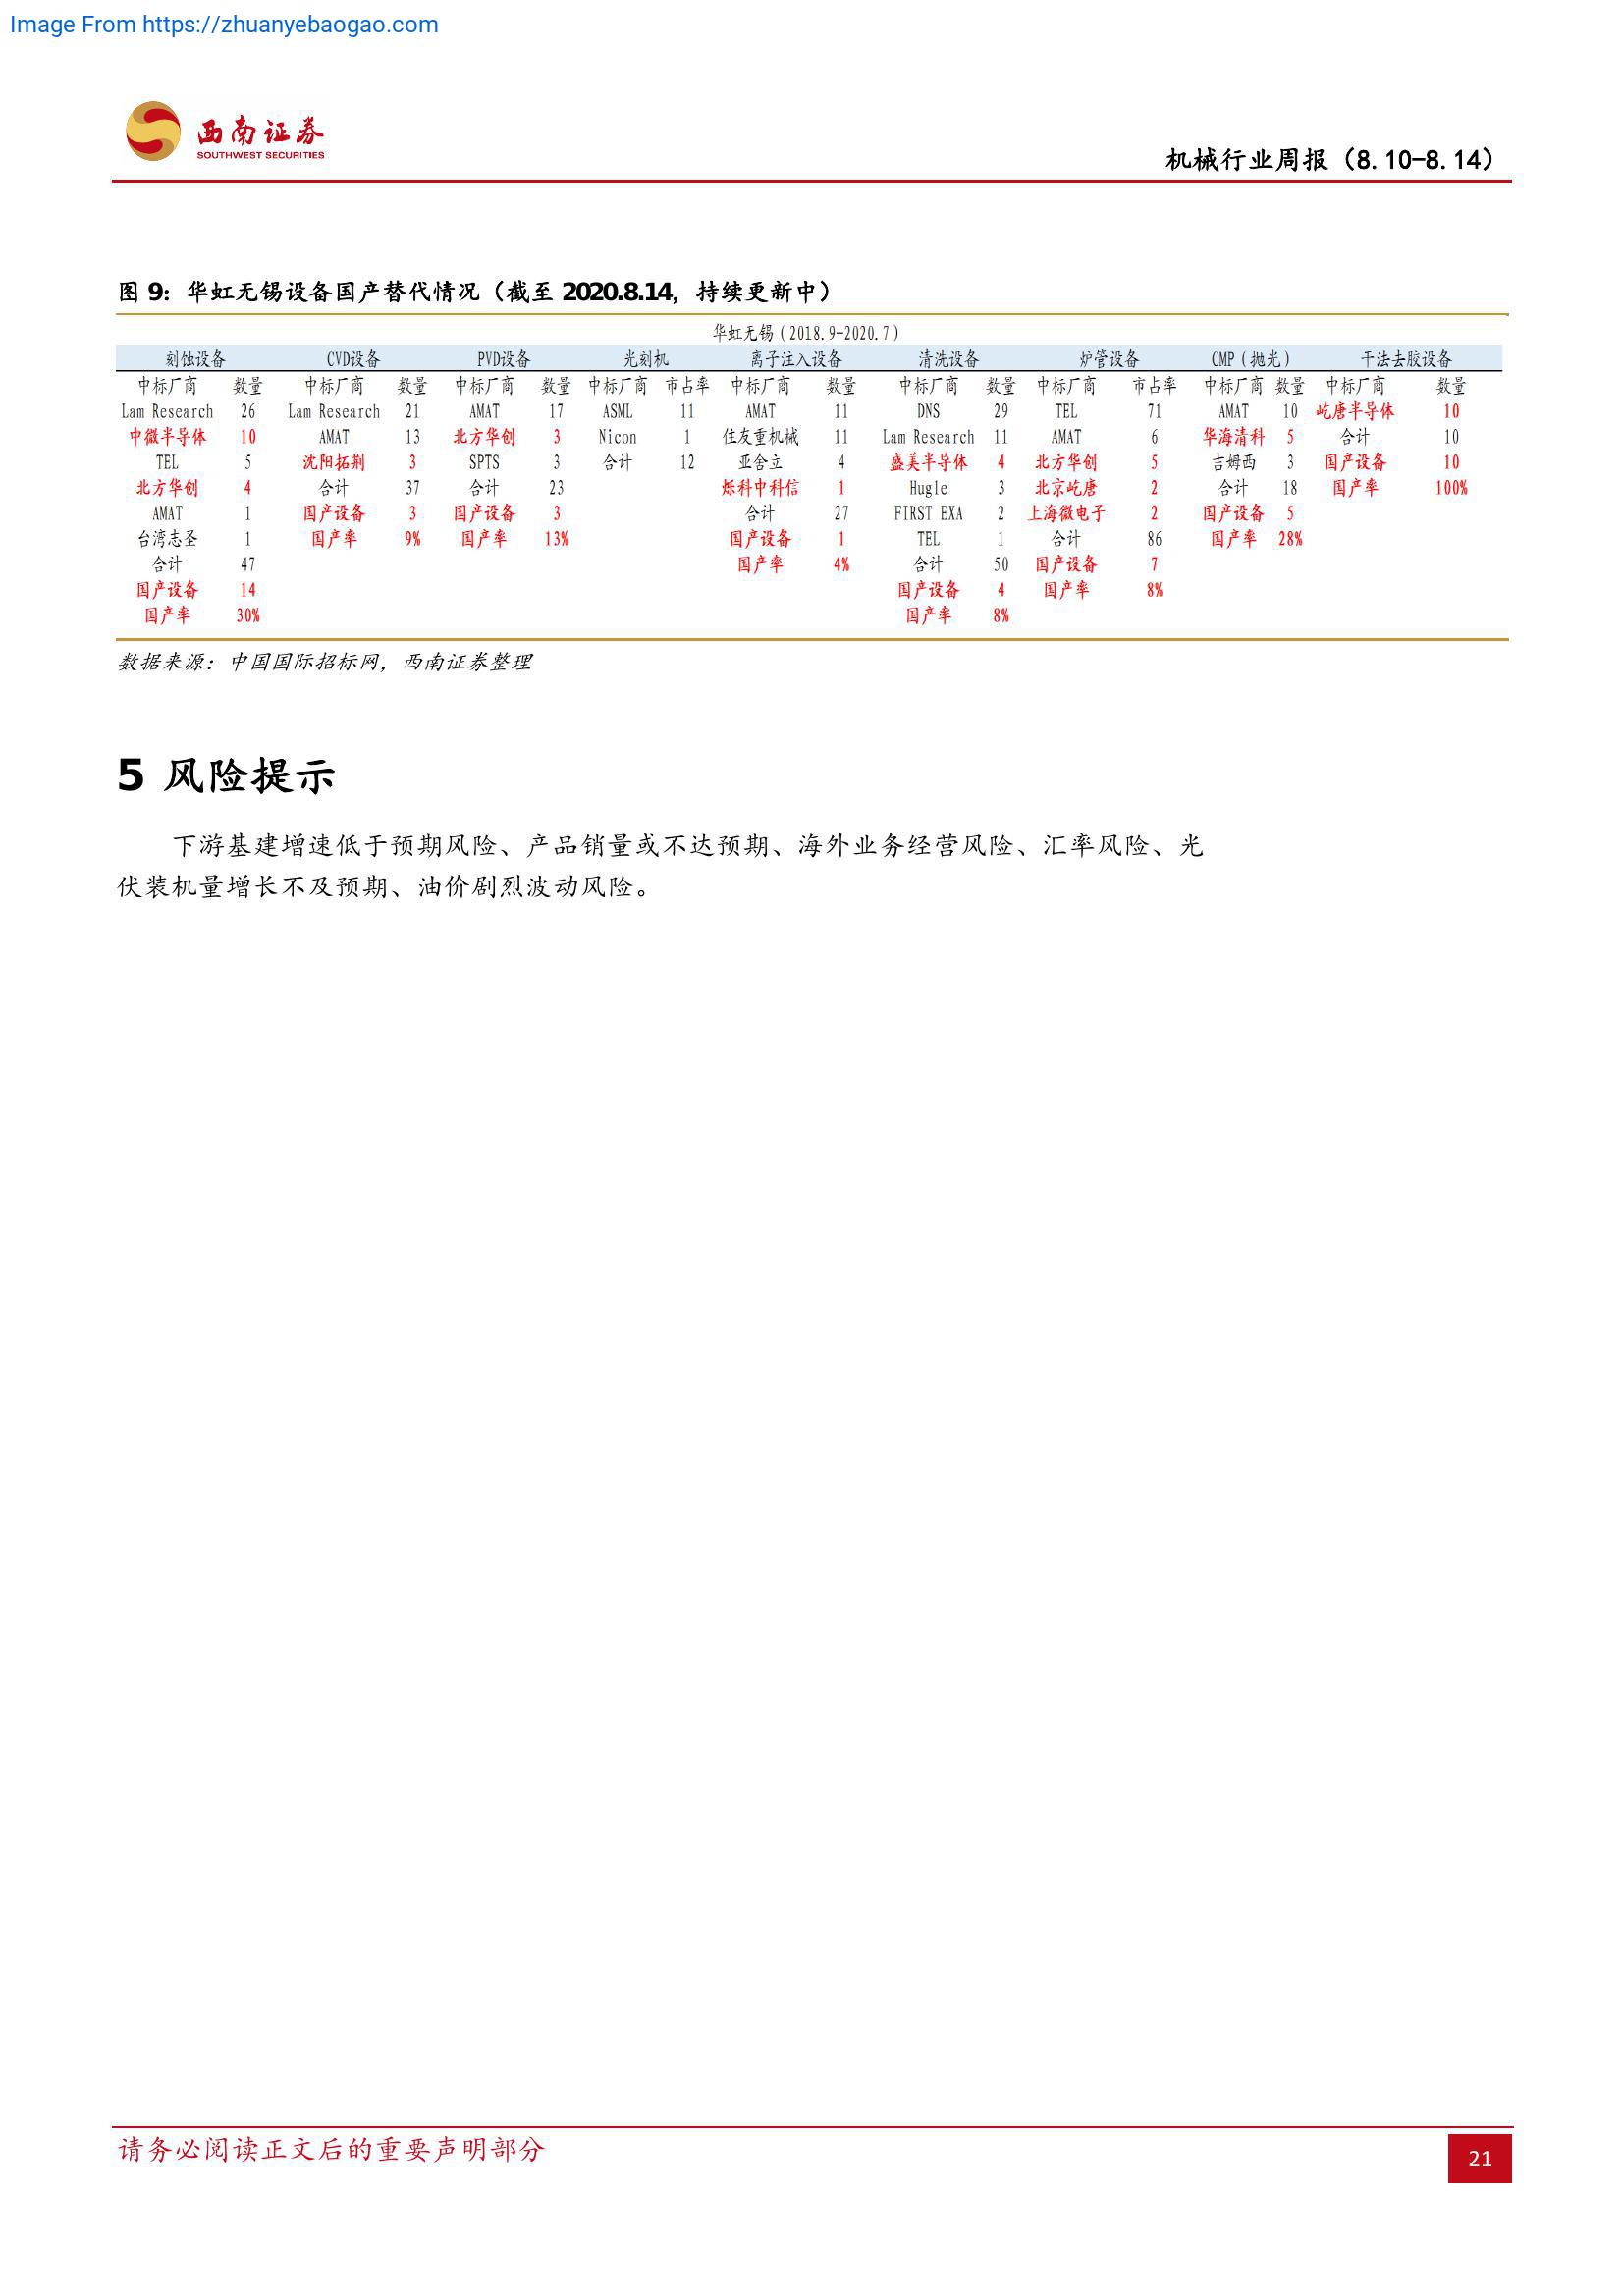 Image From https://zhuanyebaogao.com
西南证券
SOUTHWEST SECURITIES
机械行业周报（8.10-8.14）
图 9：华虹无锡设备国产替代情况（截至 2020.8.14，持续更新中）
华虹无锡（2018.9-2020.7）
刻蚀设备 CVD设备 PVD设备 光刻机 离子注入设备 清洗设备 炉管设备 CMP（抛光） 干法去胶设备
中标厂商 数量 中标厂商 数量 中标厂商 数量 中标厂商 市占率 中标厂商 数量 中标厂商 数量 中标厂商 市占率 中标厂商 数量 中标厂商 数量
Lam Research 26 Lam Research 21 AMAT 17 ASML 11 AMAT 11 DNS 29 TEL 71 AMAT 10 屹唐半导体 10
中微半导体 10 AMAT 13 北方华创 3 Nicon 1 住友重机械 11 Lam Research 11 AMAT 6 华海清科 5 合计 10
TEL 5 沈阳拓荆 3 SPTS 3 合计 12 亚舍立 4 盛美半导体 4 北方华创 5 吉姆西 3 国产设备 10
北方华创 4 合计 37 合计 23 烁科中科信 1 Hugle 3 北京屹唐 2 合计 18 国产率 100%
AMAT 1 国产设备 3 国产设备 3 合计 27 FIRST EXA 2 上海微电子 2 国产设备 5
台湾志圣 1 国产率 9% 国产率 13% 国产设备 1 TEL 1 合计 86 国产率 28%
合计 47 国产率 4% 合计 50 国产设备 7
国产设备 14 国产设备 4 国产率 8%
国产率 30% 国产率 8%
数据来源：中国国际招标网，西南证券整理
5 风险提示
下游基建增速低于预期风险、产品销量或不达预期、海外业务经营风险、汇率风险、光
伏装机量增长不及预期、油价剧烈波动风险。
请务必阅读正文后的重要声明部分
21